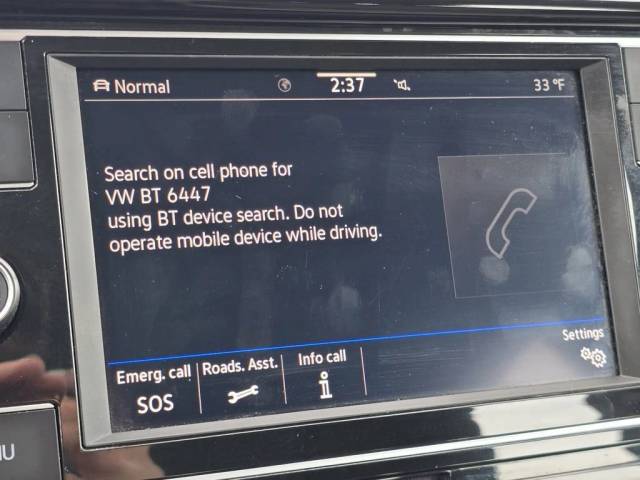 Normal 2:37 33 °F
Search on cell phone for
VW BT 6447
using BT device search. Do not
operate mobile device while driving.
Settings
Emerg. call Roads. Asst. Info call
SOS